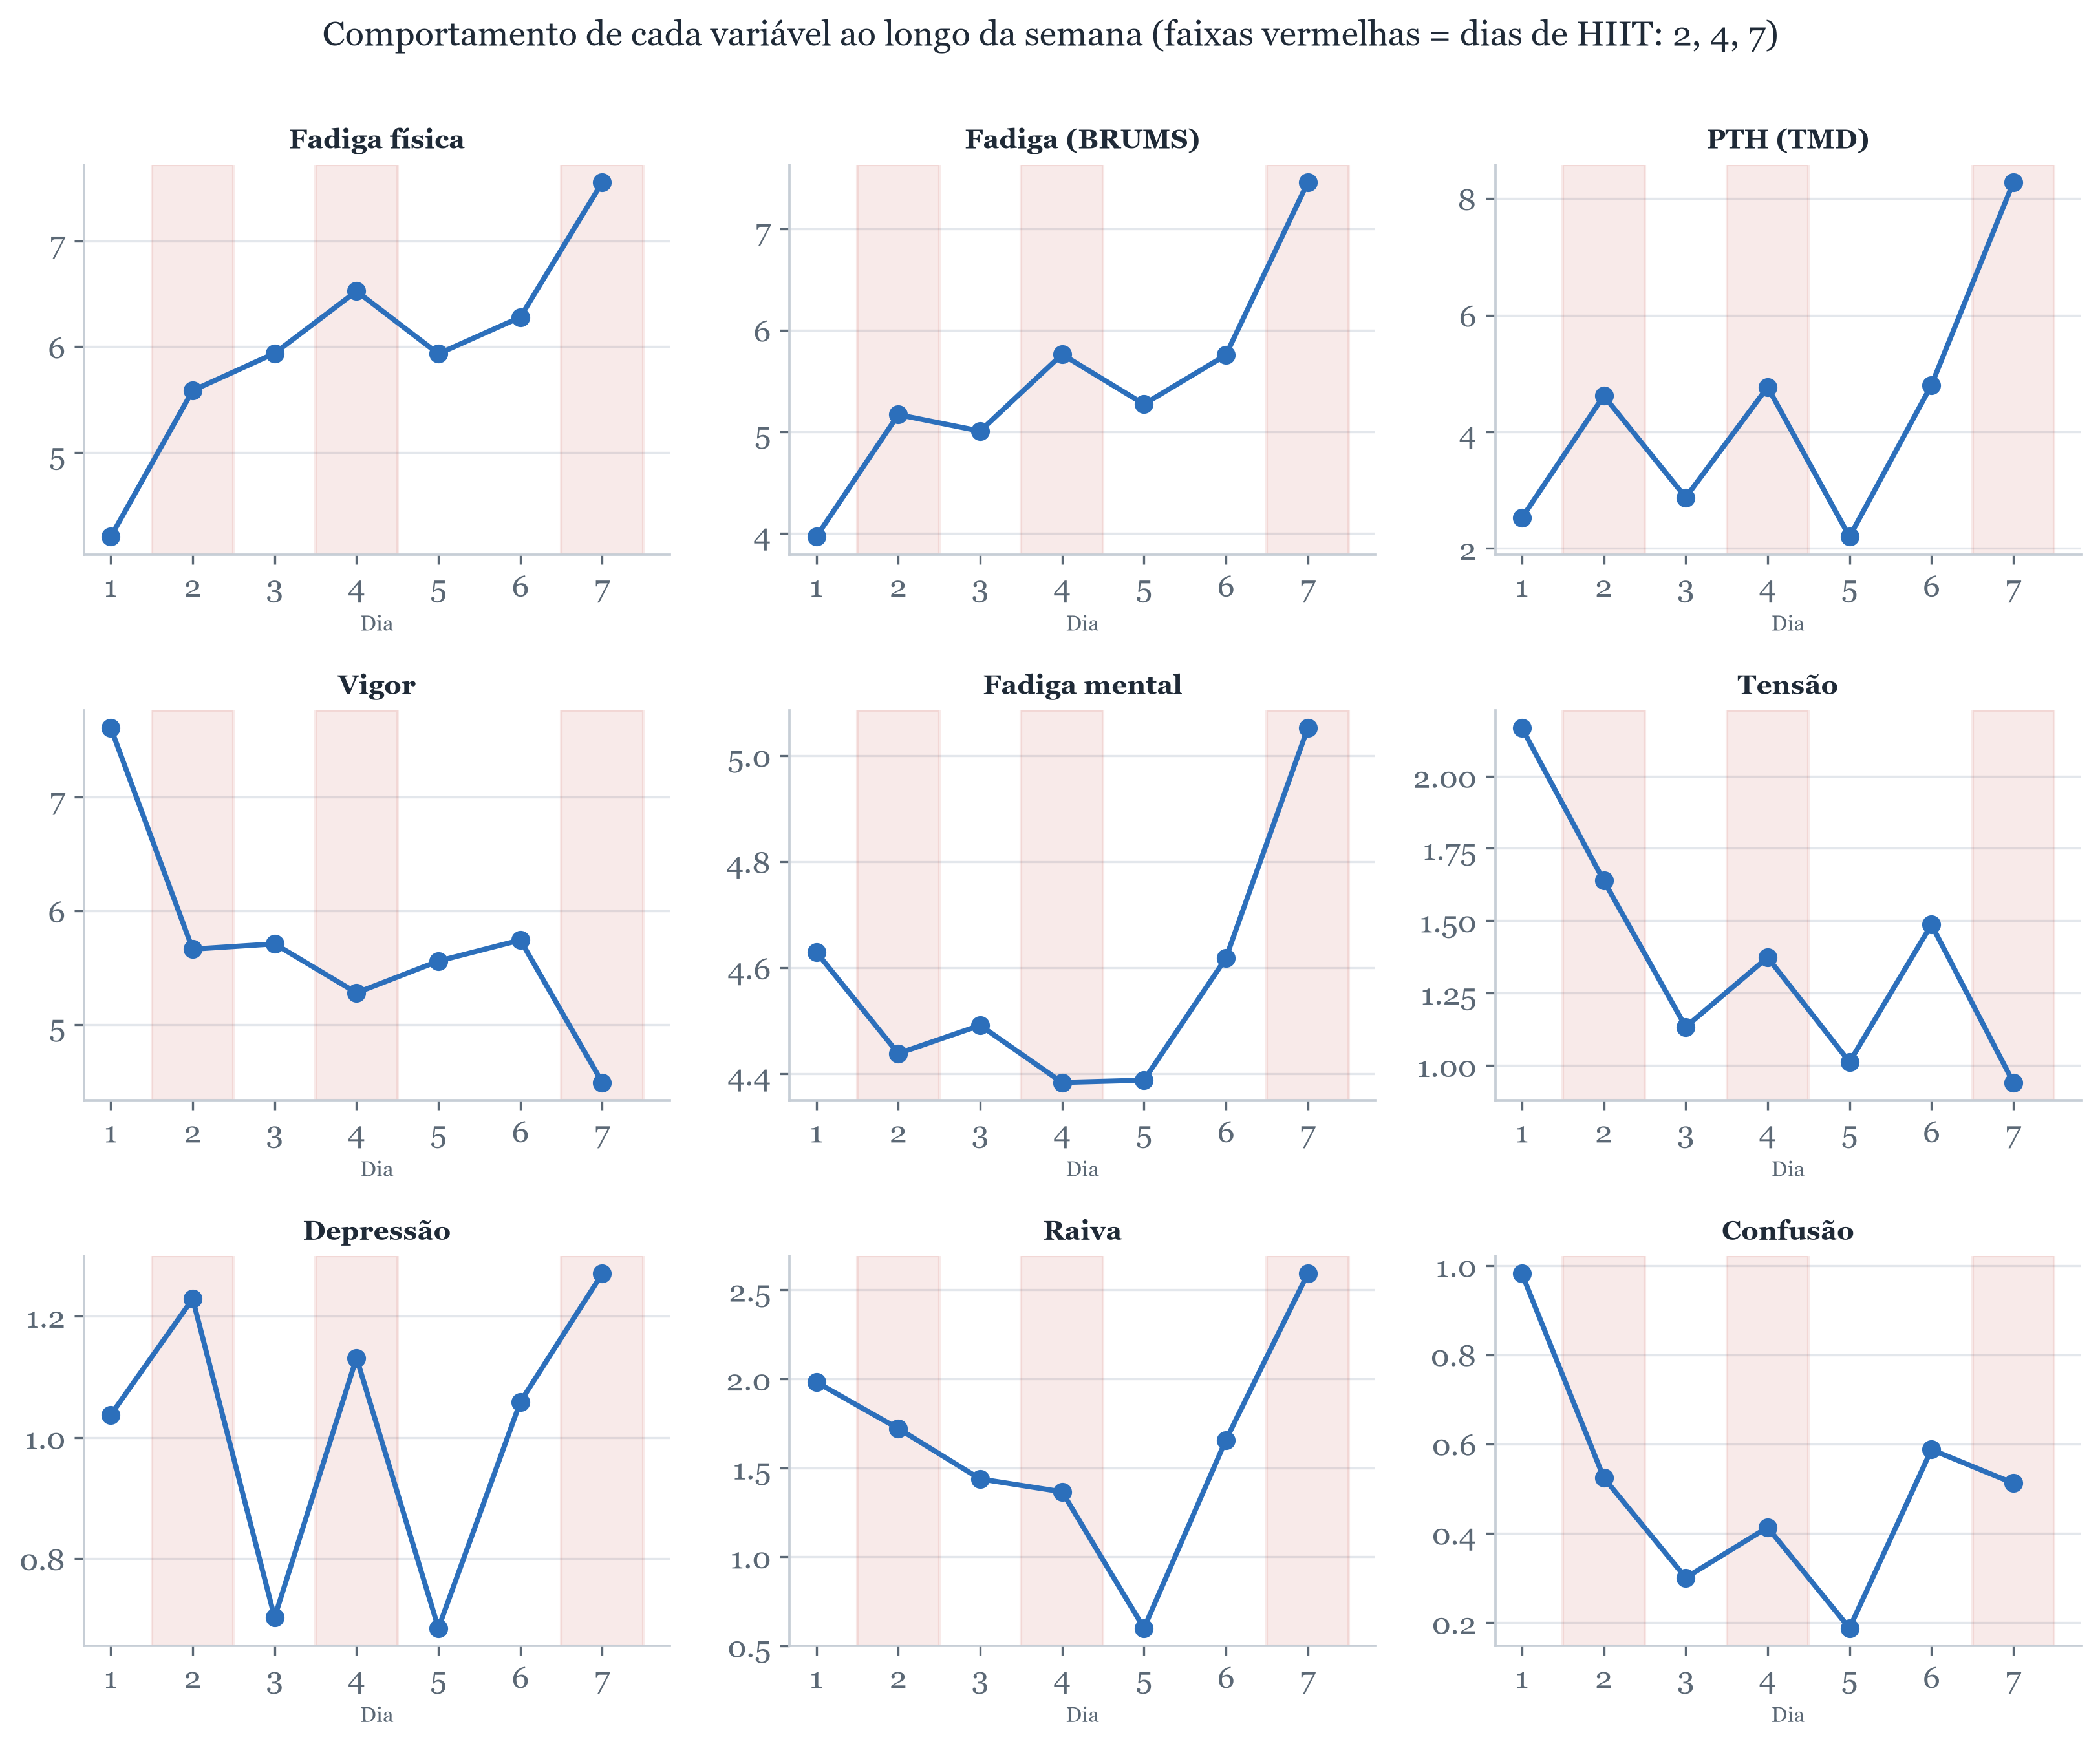 Comportamento de cada variável ao longo da semana (faixas vermelhas = dias de HIIT: 2, 4, 7)
Fadiga física
7
6
5
1 2 3 4 5 6 7
Dia
Fadiga (BRUMS)
7
6
5
4
1 2 3 4 5 6 7
Dia
PTH (TMD)
8
6
4
2
1 2 3 4 5 6 7
Dia
Vigor
7
6
5
1 2 3 4 5 6 7
Dia
Fadiga mental
5.0
4.8
4.6
4.4
1 2 3 4 5 6 7
Dia
Tensão
2.00
1.75
1.50
1.25
1.00
1 2 3 4 5 6 7
Dia
Depressão
1.2
1.0
0.8
1 2 3 4 5 6 7
Dia
Raiva
2.5
2.0
1.5
1.0
0.5
1 2 3 4 5 6 7
Dia
Confusão
1.0
0.8
0.6
0.4
0.2
1 2 3 4 5 6 7
Dia